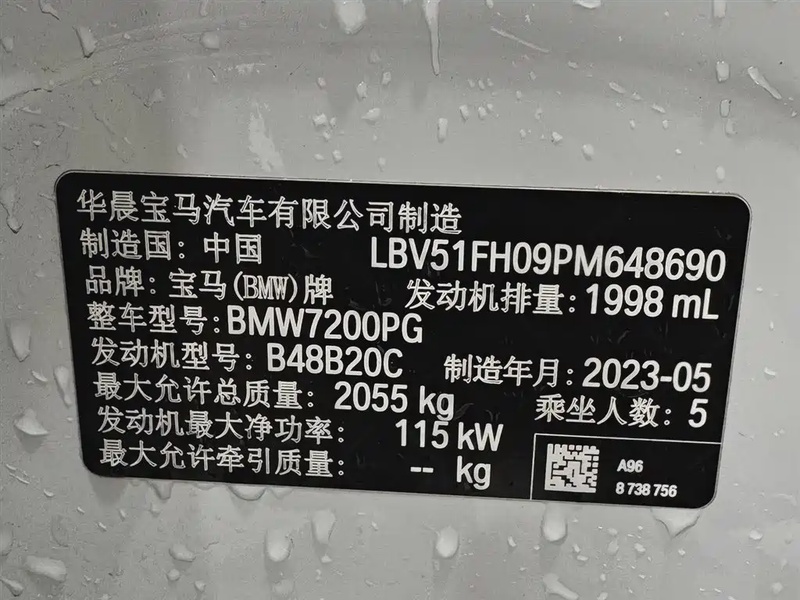 华晨宝马汽车有限公司制造
制造国: 中国 LBV51FH09PM648690
品牌: 宝马(BMW)牌 发动机排量: 1998 mL
整车型号: BMW7200PG
发动机型号: B48B20C 制造年月: 2023-05
最大允许总质量: 2055 kg 乘坐人数: 5
发动机最大净功率: 115 kW
最大允许牵引质量: -- kg
A96
8 738 756